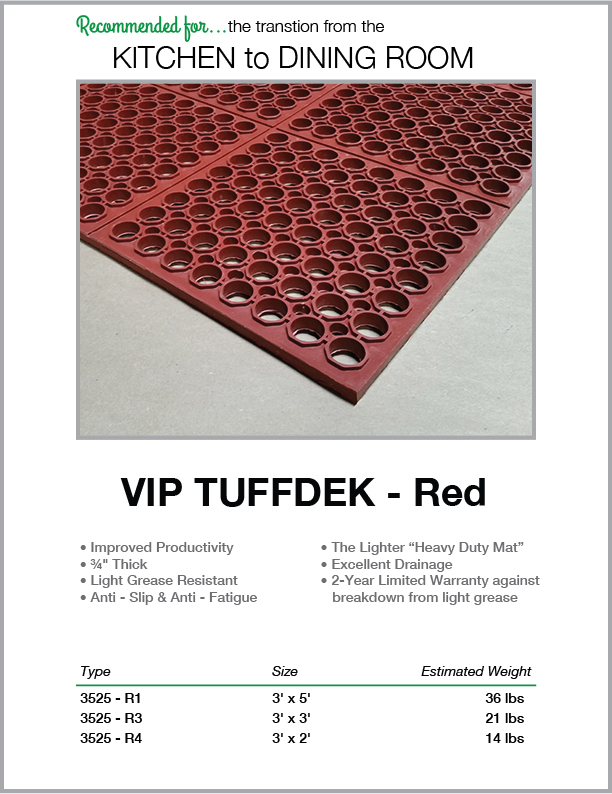 Recommended for...the transtion from the
KITCHEN to DINING ROOM
VIP TUFFDEK - Red
• Improved Productivity
• ¾" Thick
• Light Grease Resistant
• Anti - Slip & Anti - Fatigue
• The Lighter “Heavy Duty Mat”
• Excellent Drainage
• 2-Year Limited Warranty against
breakdown from light grease
Type Size Estimated Weight
3525 - R1 3' x 5' 36 lbs
3525 - R3 3' x 3' 21 lbs
3525 - R4 3' x 2' 14 lbs